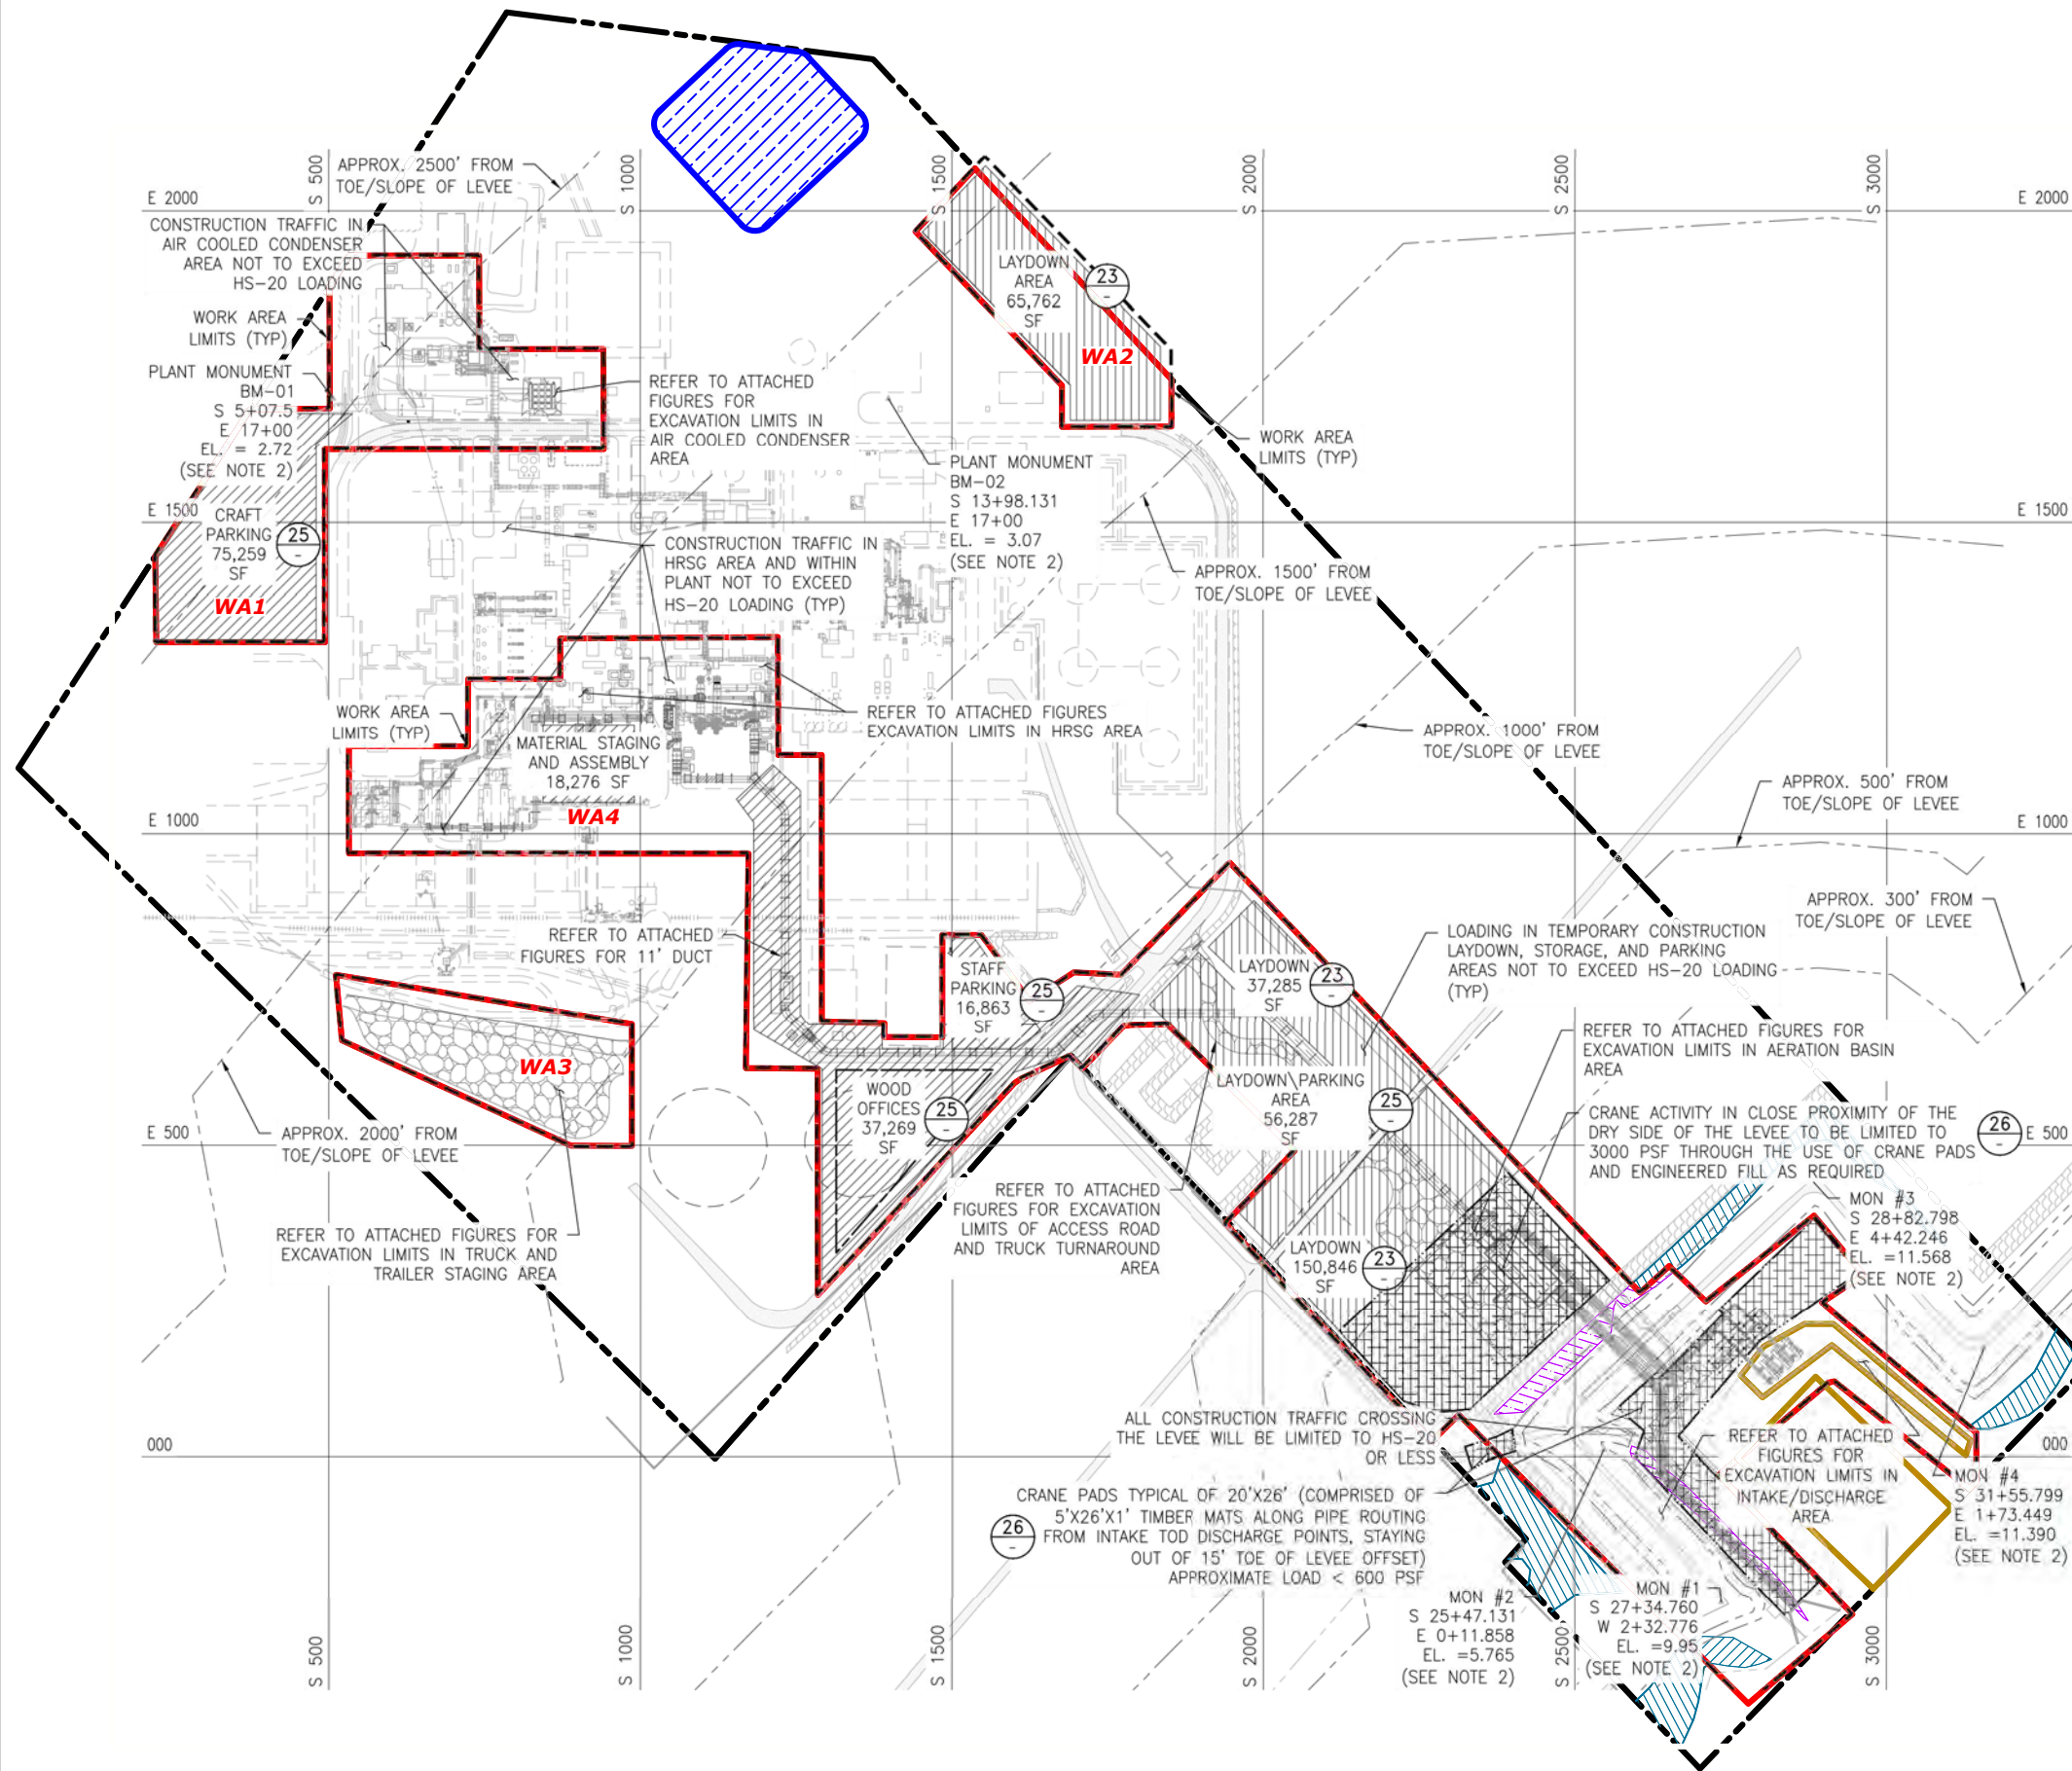 S 500
S 1000
S 1500
S 2000
S 2500
S 3000
APPROX. 2500' FROM
TOE/SLOPE OF LEVEE
E 2000
E 2000
CONSTRUCTION TRAFFIC IN
AIR COOLED CONDENSER
AREA NOT TO EXCEED
HS-20 LOADING
WORK AREA
LIMITS (TYP)
PLANT MONUMENT
BM-01
S 5+07.5
E 17+00
EL. = 2.72
(SEE NOTE 2)
LAYDOWN
AREA
65,762
SF
23
-
WA2
REFER TO ATTACHED
FIGURES FOR
EXCAVATION LIMITS IN
AIR COOLED CONDENSER
AREA
WORK AREA
LIMITS (TYP)
PLANT MONUMENT
BM-02
S 13+98.131
E 17+00
EL. = 3.07
(SEE NOTE 2)
E 1500
E 1500
CRAFT
PARKING
75,259
SF
25
-
WA1
CONSTRUCTION TRAFFIC IN
HRSG AREA AND WITHIN
PLANT NOT TO EXCEED
HS-20 LOADING (TYP)
APPROX. 1500' FROM
TOE/SLOPE OF LEVEE
WORK AREA
LIMITS (TYP)
REFER TO ATTACHED FIGURES
EXCAVATION LIMITS IN HRSG AREA
MATERIAL STAGING
AND ASSEMBLY
18,276 SF
WA4
APPROX. 1000' FROM
TOE/SLOPE OF LEVEE
APPROX. 500' FROM
TOE/SLOPE OF LEVEE
E 1000
E 1000
APPROX. 300' FROM
TOE/SLOPE OF LEVEE
REFER TO ATTACHED
FIGURES FOR 11' DUCT
STAFF
PARKING
16,863
SF
25
-
LAYDOWN
37,285
SF
23
-
LOADING IN TEMPORARY CONSTRUCTION
LAYDOWN, STORAGE, AND PARKING
AREAS NOT TO EXCEED HS-20 LOADING
(TYP)
REFER TO ATTACHED FIGURES FOR
EXCAVATION LIMITS IN AERATION BASIN
AREA
WA3
WOOD
OFFICES
37,269
SF
25
-
LAYDOWN\PARKING
AREA
56,287
SF
25
-
CRANE ACTIVITY IN CLOSE PROXIMITY OF THE
DRY SIDE OF THE LEVEE TO BE LIMITED TO
3000 PSF THROUGH THE USE OF CRANE PADS
AND ENGINEERED FILL AS REQUIRED
26
-
E 500
E 500
APPROX. 2000' FROM
TOE/SLOPE OF LEVEE
REFER TO ATTACHED
FIGURES FOR EXCAVATION
LIMITS OF ACCESS ROAD
AND TRUCK TURNAROUND
AREA
MON #3
S 28+82.798
E 4+42.246
EL. =11.568
(SEE NOTE 2)
REFER TO ATTACHED FIGURES FOR
EXCAVATION LIMITS IN TRUCK AND
TRAILER STAGING AREA
LAYDOWN
150,846
SF
23
-
000
000
ALL CONSTRUCTION TRAFFIC CROSSING
THE LEVEE WILL BE LIMITED TO HS-20
OR LESS
REFER TO ATTACHED
FIGURES FOR
EXCAVATION LIMITS IN
INTAKE/DISCHARGE
AREA
MON #4
S 31+55.799
E 1+73.449
EL. =11.390
(SEE NOTE 2)
CRANE PADS TYPICAL OF 20'X26' (COMPRISED OF
5'X26'X1' TIMBER MATS ALONG PIPE ROUTING
FROM INTAKE TOD DISCHARGE POINTS, STAYING
OUT OF 15' TOE OF LEVEE OFFSET)
APPROXIMATE LOAD < 600 PSF
26
-
MON #2
S 25+47.131
E 0+11.858
EL. =5.765
(SEE NOTE 2)
MON #1
S 27+34.760
W 2+32.776
EL. =9.95
(SEE NOTE 2)
S 500
S 1000
S 1500
S 2000
S 2500
S 3000